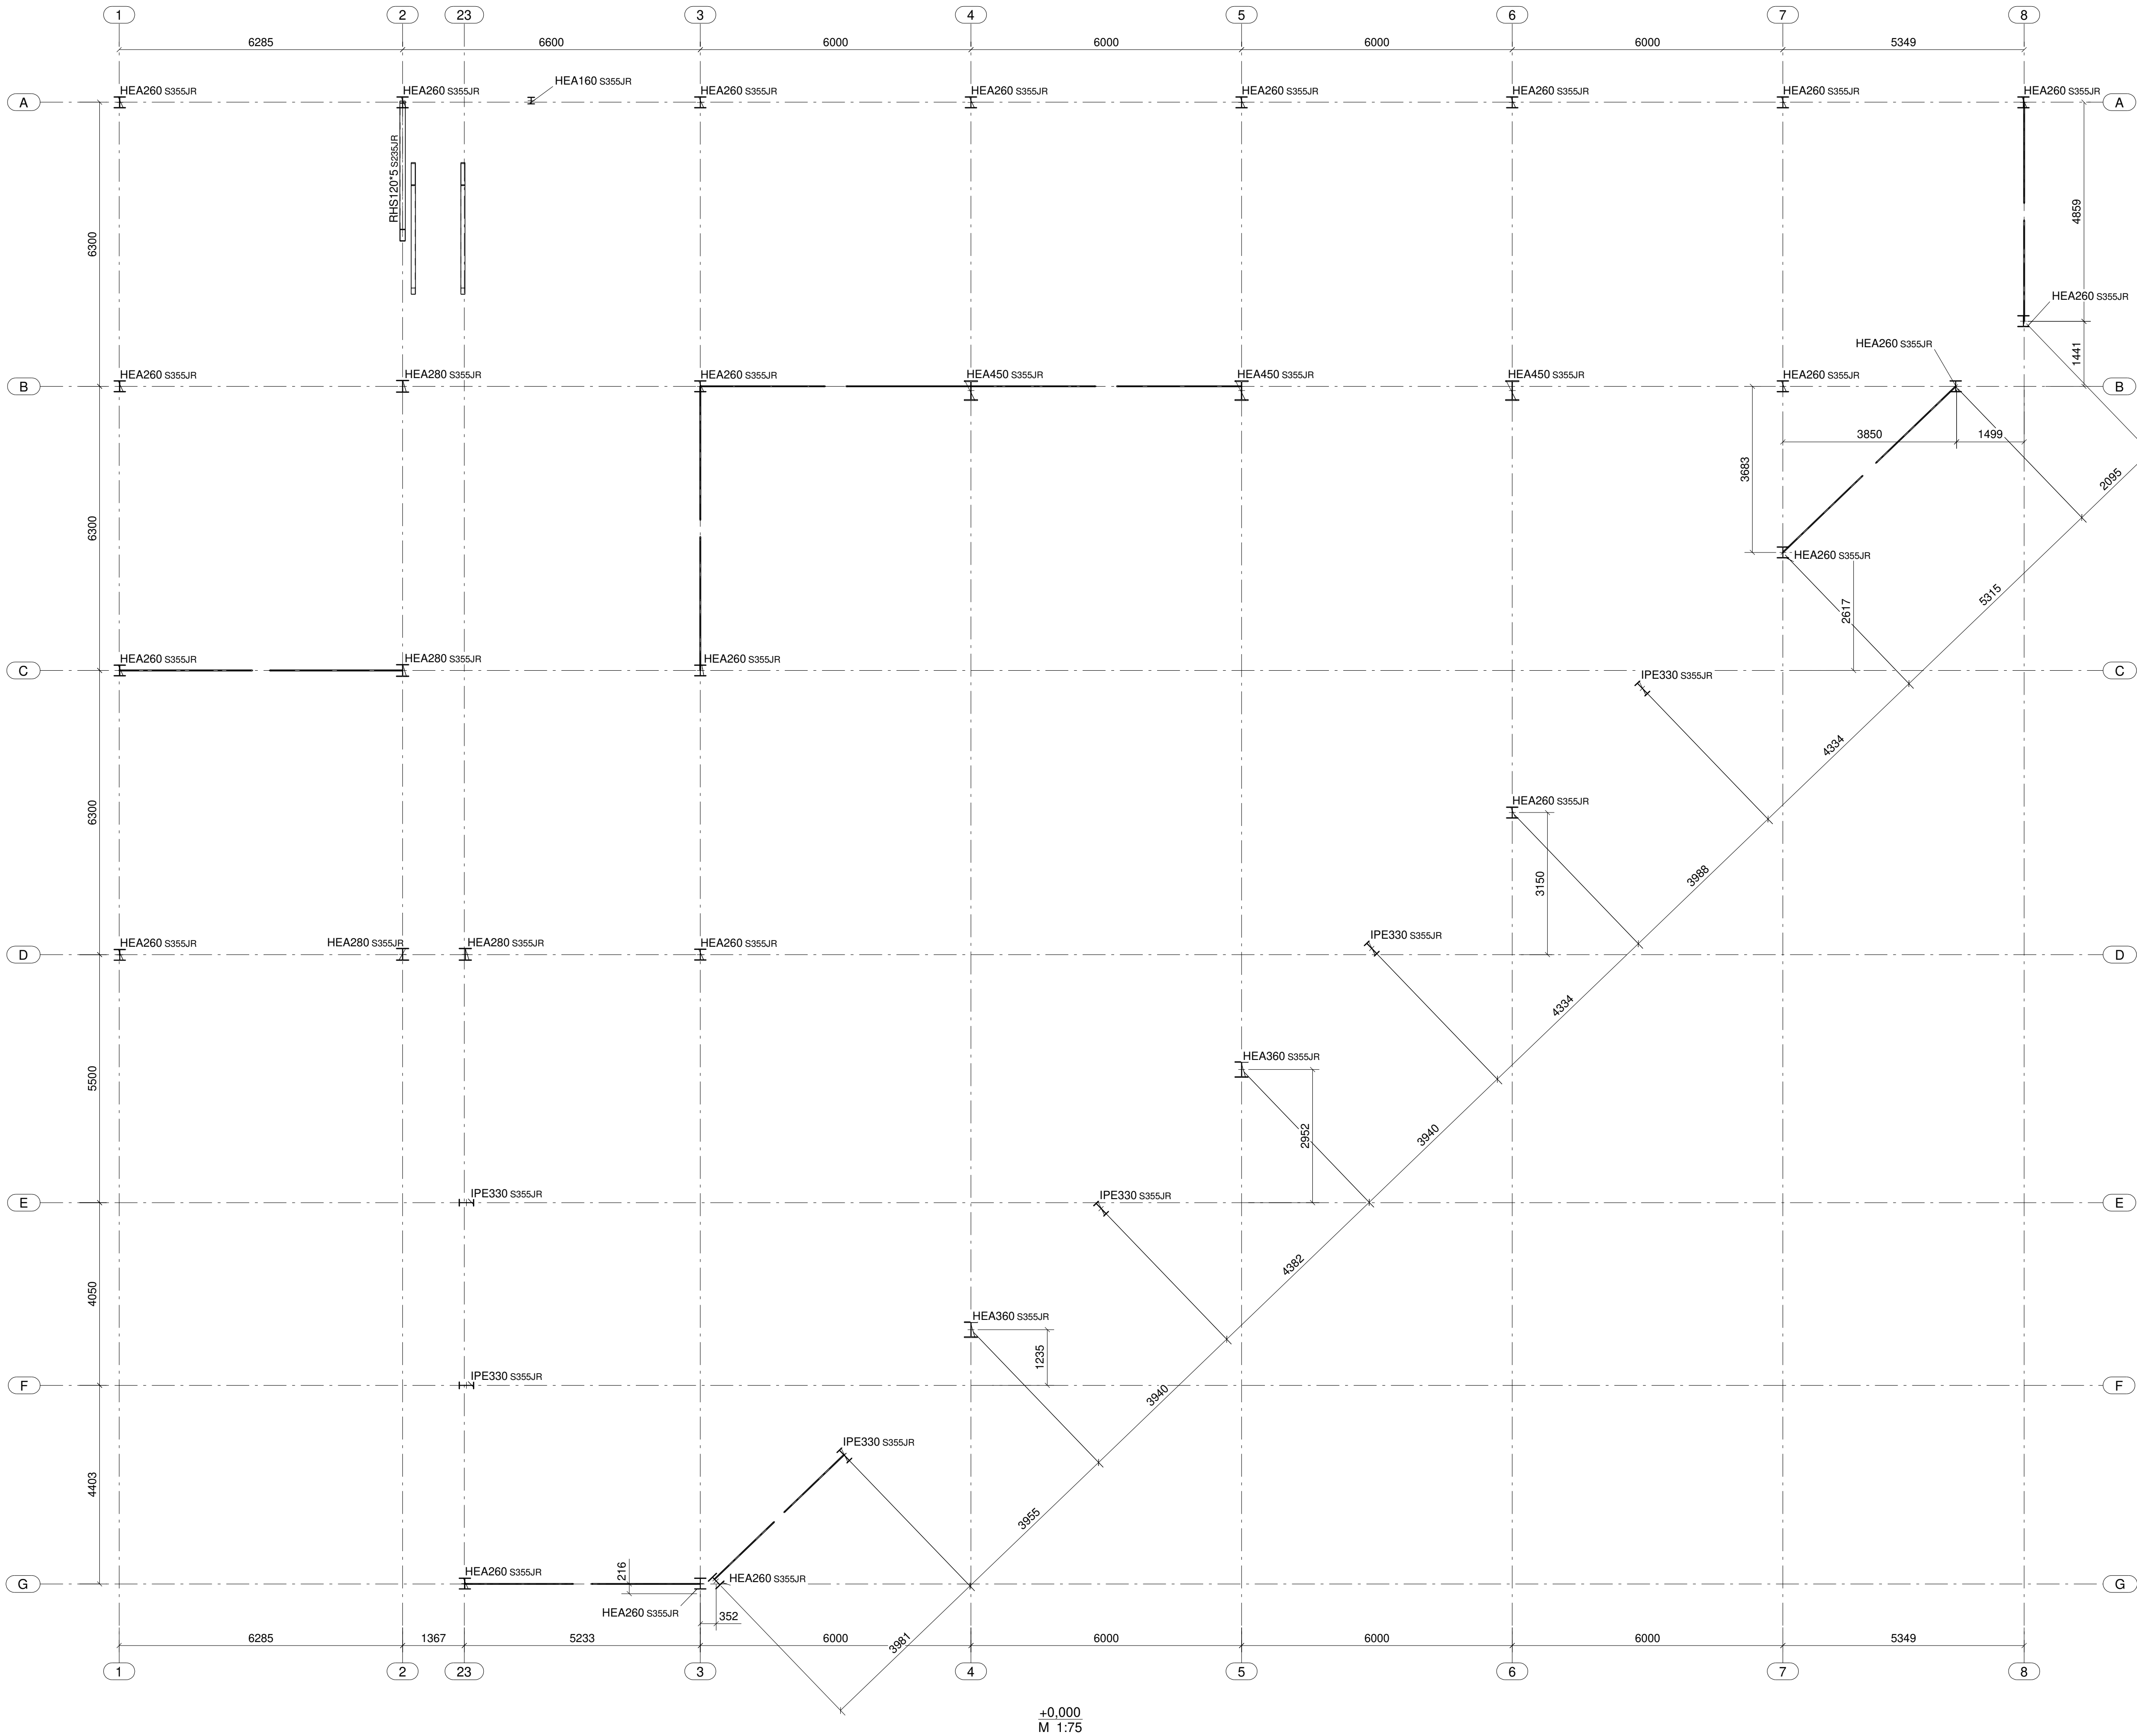 1 2 23 3 4 5 6 7 8
6285 6600 6000 6000 6000 6000 5349
HEA160 S355JR
HEA260 S355JR HEA260 S355JR HEA260 S355JR HEA260 S355JR HEA260 S355JR HEA260 S355JR HEA260 S355JR HEA260 S355JR
A A
RHS120*5 S235JR
4859
6300
HEA260 S355JR
HEA260 S355JR
1441
HEA260 S355JR HEA280 S355JR HEA260 S355JR HEA450 S355JR HEA450 S355JR HEA450 S355JR HEA260 S355JR
B B
3850 1499
3683
2095
6300
HEA260 S355JR
5315
2617
HEA260 S355JR HEA280 S355JR HEA260 S355JR
C C
IPE330 S355JR
4334
HEA260 S355JR
6300
3988
3150
IPE330 S355JR
HEA260 S355JR HEA280 S355JR HEA280 S355JR HEA260 S355JR
D D
4334
HEA360 S355JR
5500
3940
2952
IPE330 S355JR IPE330 S355JR
E E
4382
4050
HEA360 S355JR
1235
IPE330 S355JR
F F
3940
IPE330 S355JR
4403
3955
216
HEA260 S355JR HEA260 S355JR
G G
HEA260 S355JR
352
3981
6285 1367 5233 6000 6000 6000 6000 5349
1 2 23 3 4 5 6 7 8
+0,000
M 1:75